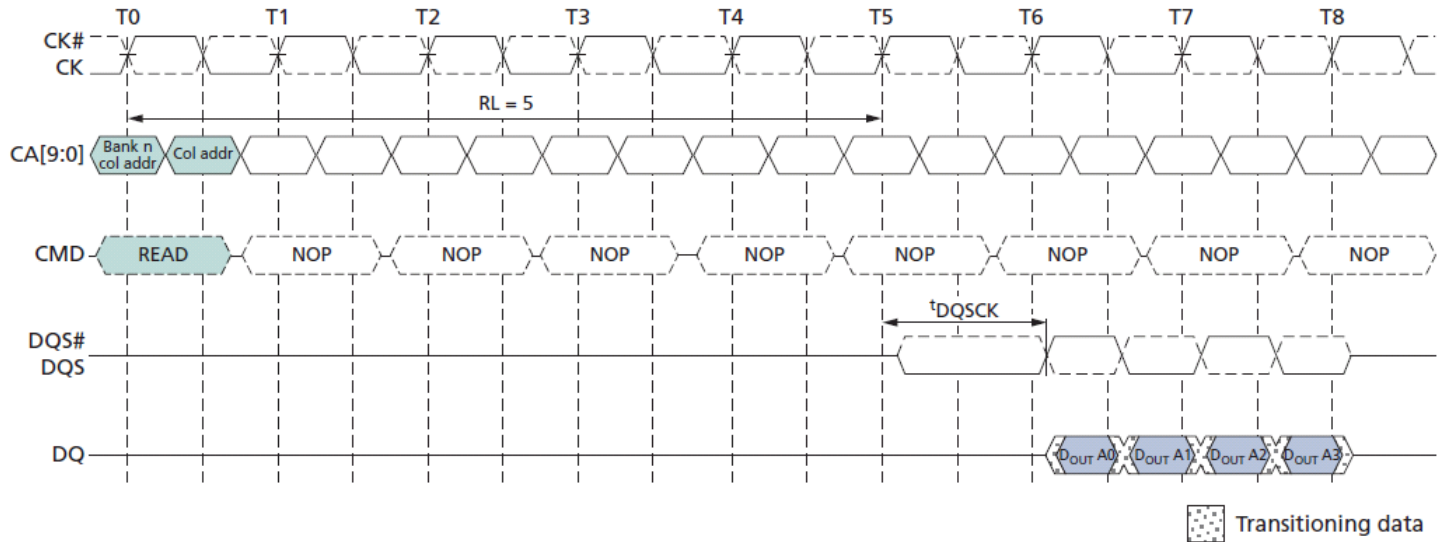 T0 T1 T2 T3 T4 T5 T6 T7 T8
CK#
CK
RL = 5
CA[9:0] Bank n col addr Col addr
CMD READ NOP NOP NOP NOP NOP NOP NOP NOP
tDQSCK
DQS#
DQS
DQ DOUT A0 DOUT A1 DOUT A2 DOUT A3
Transitioning data